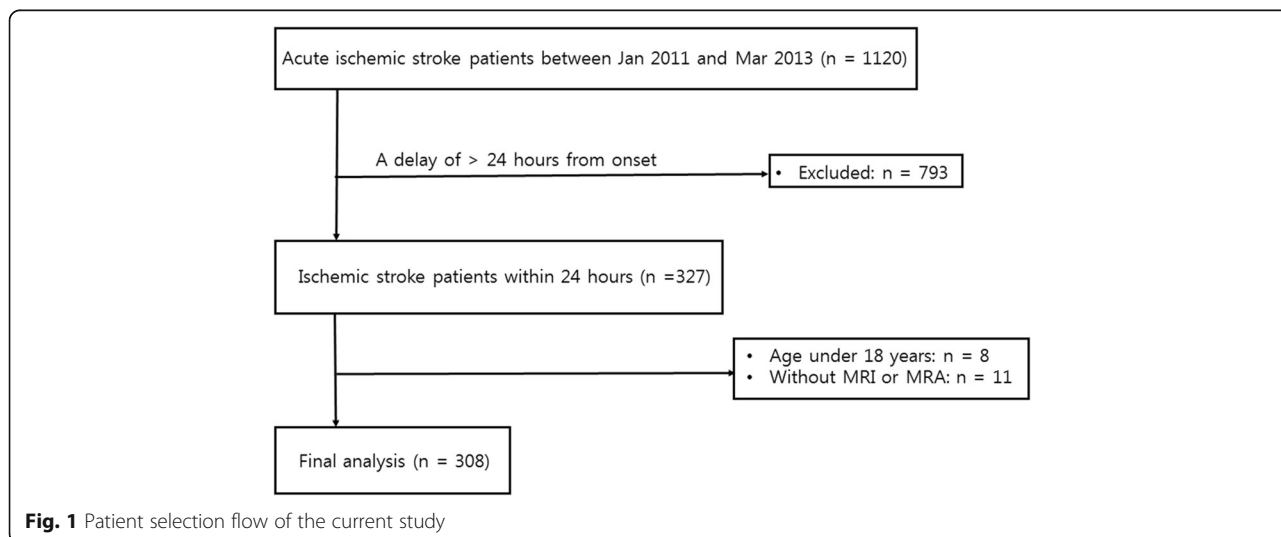 Acute ischemic stroke patients between Jan 2011 and Mar 2013 (n = 1120)
A delay of > 24 hours from onset
• Excluded: n = 793
Ischemic stroke patients within 24 hours (n =327)
• Age under 18 years: n = 8
• Without MRI or MRA: n = 11
Final analysis (n = 308)
Fig. 1 Patient selection flow of the current study